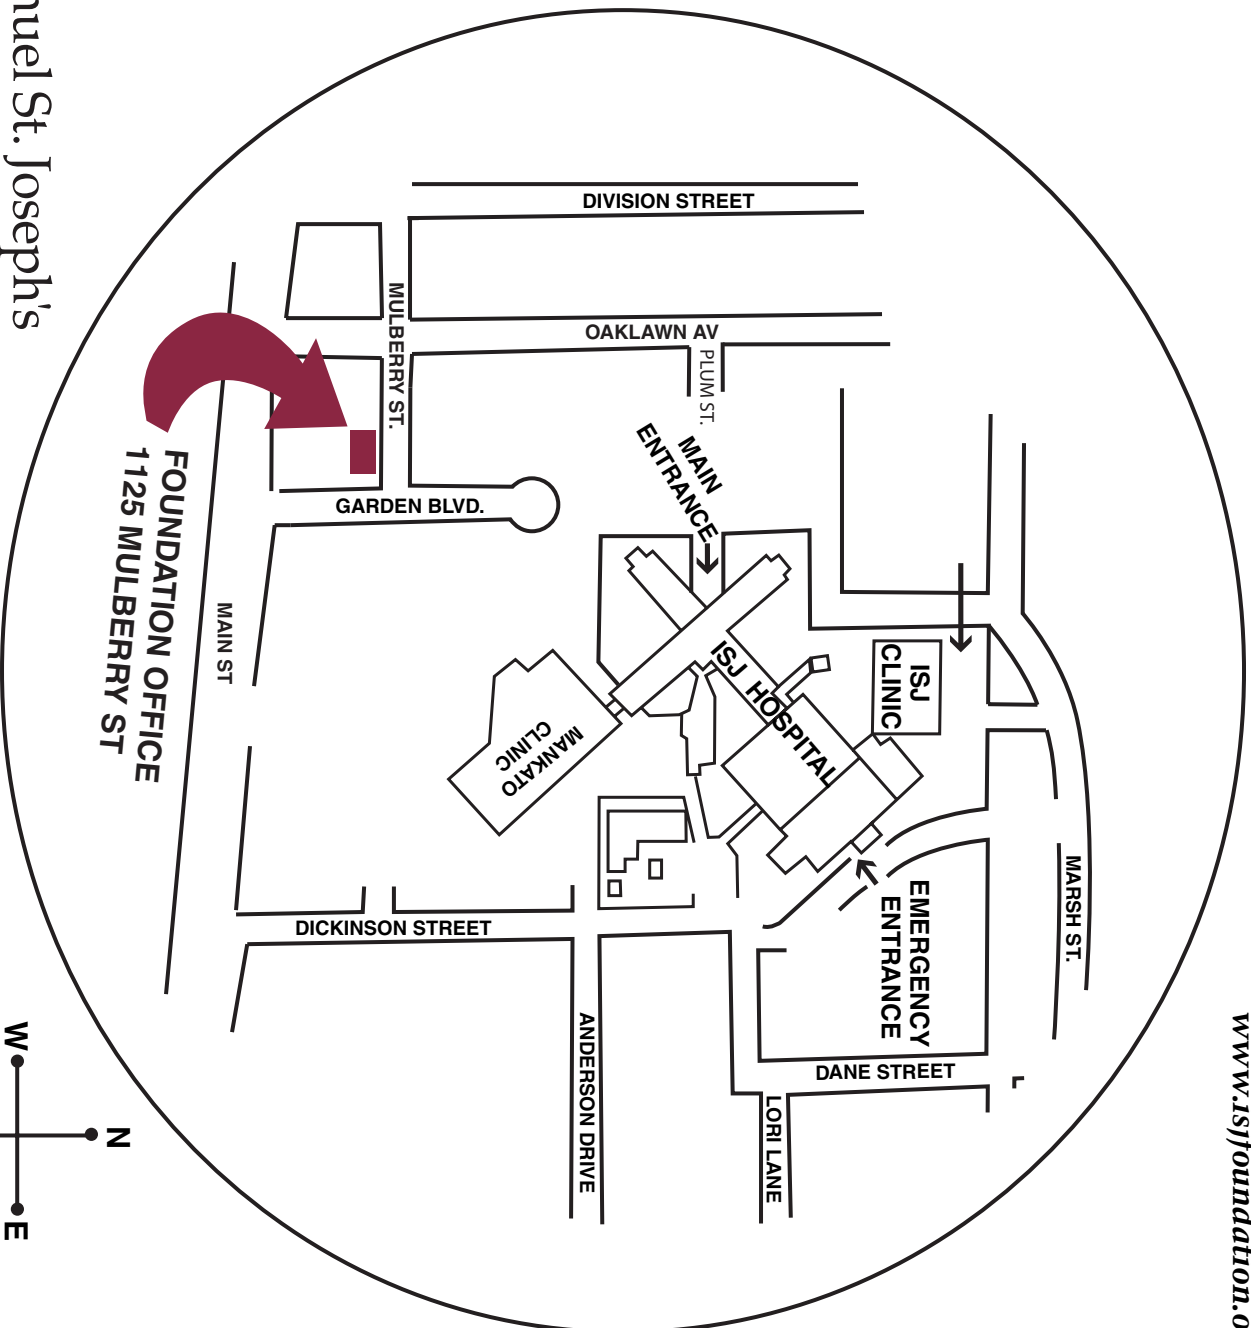 nuel St. Joseph's
DIVISION STREET
MULBERRY ST.
OAKLAWN AV
PLUM ST.
MAIN
ENTRANCE
GARDEN BLVD.
FOUNDATION OFFICE
1125 MULBERRY ST
MAIN ST
ISJ HOSPITAL
ISJ
CLINIC
MANKATO
CLINIC
EMERGENCY
ENTRANCE
MARSH ST.
DICKINSON STREET
ANDERSON DRIVE
DANE STREET
LORI LANE
W
N
E
www.isjfoundation.o